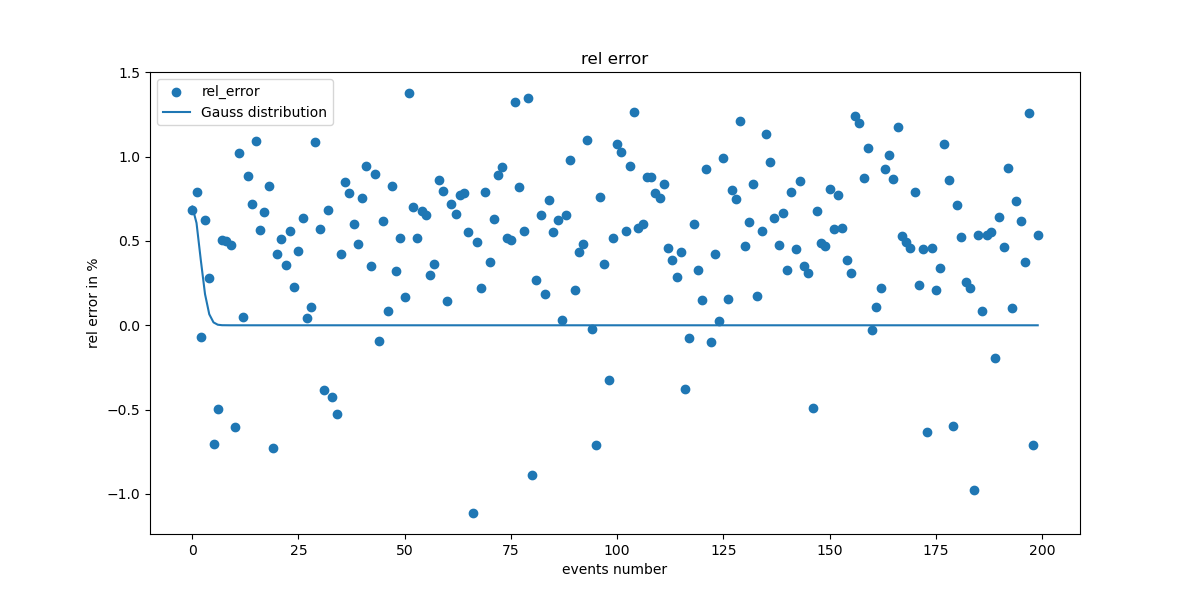 rel error
1.5
1.0
0.5
0.0
−0.5
−1.0
rel error in %
rel_error
Gauss distribution
0 25 50 75 100 125 150 175 200
events number